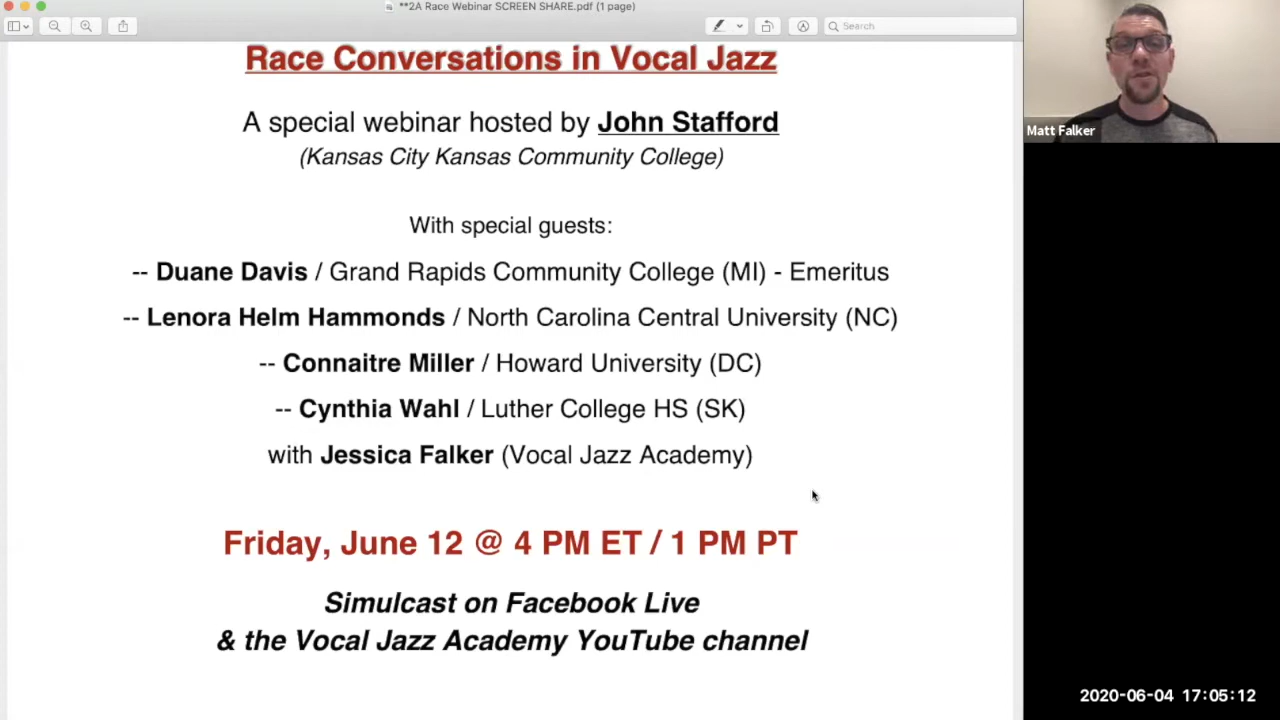 **2A Race Webinar SCREEN SHARE.pdf (1 page)
Search
Race Conversations in Vocal Jazz
A special webinar hosted by John Stafford
(Kansas City Kansas Community College)
With special guests:
-- Duane Davis / Grand Rapids Community College (MI) - Emeritus
-- Lenora Helm Hammonds / North Carolina Central University (NC)
-- Connaitre Miller / Howard University (DC)
-- Cynthia Wahl / Luther College HS (SK)
with Jessica Falker (Vocal Jazz Academy)
Friday, June 12 @ 4 PM ET / 1 PM PT
Simulcast on Facebook Live
& the Vocal Jazz Academy YouTube channel
Matt Falker
2020-06-04 17:05:12